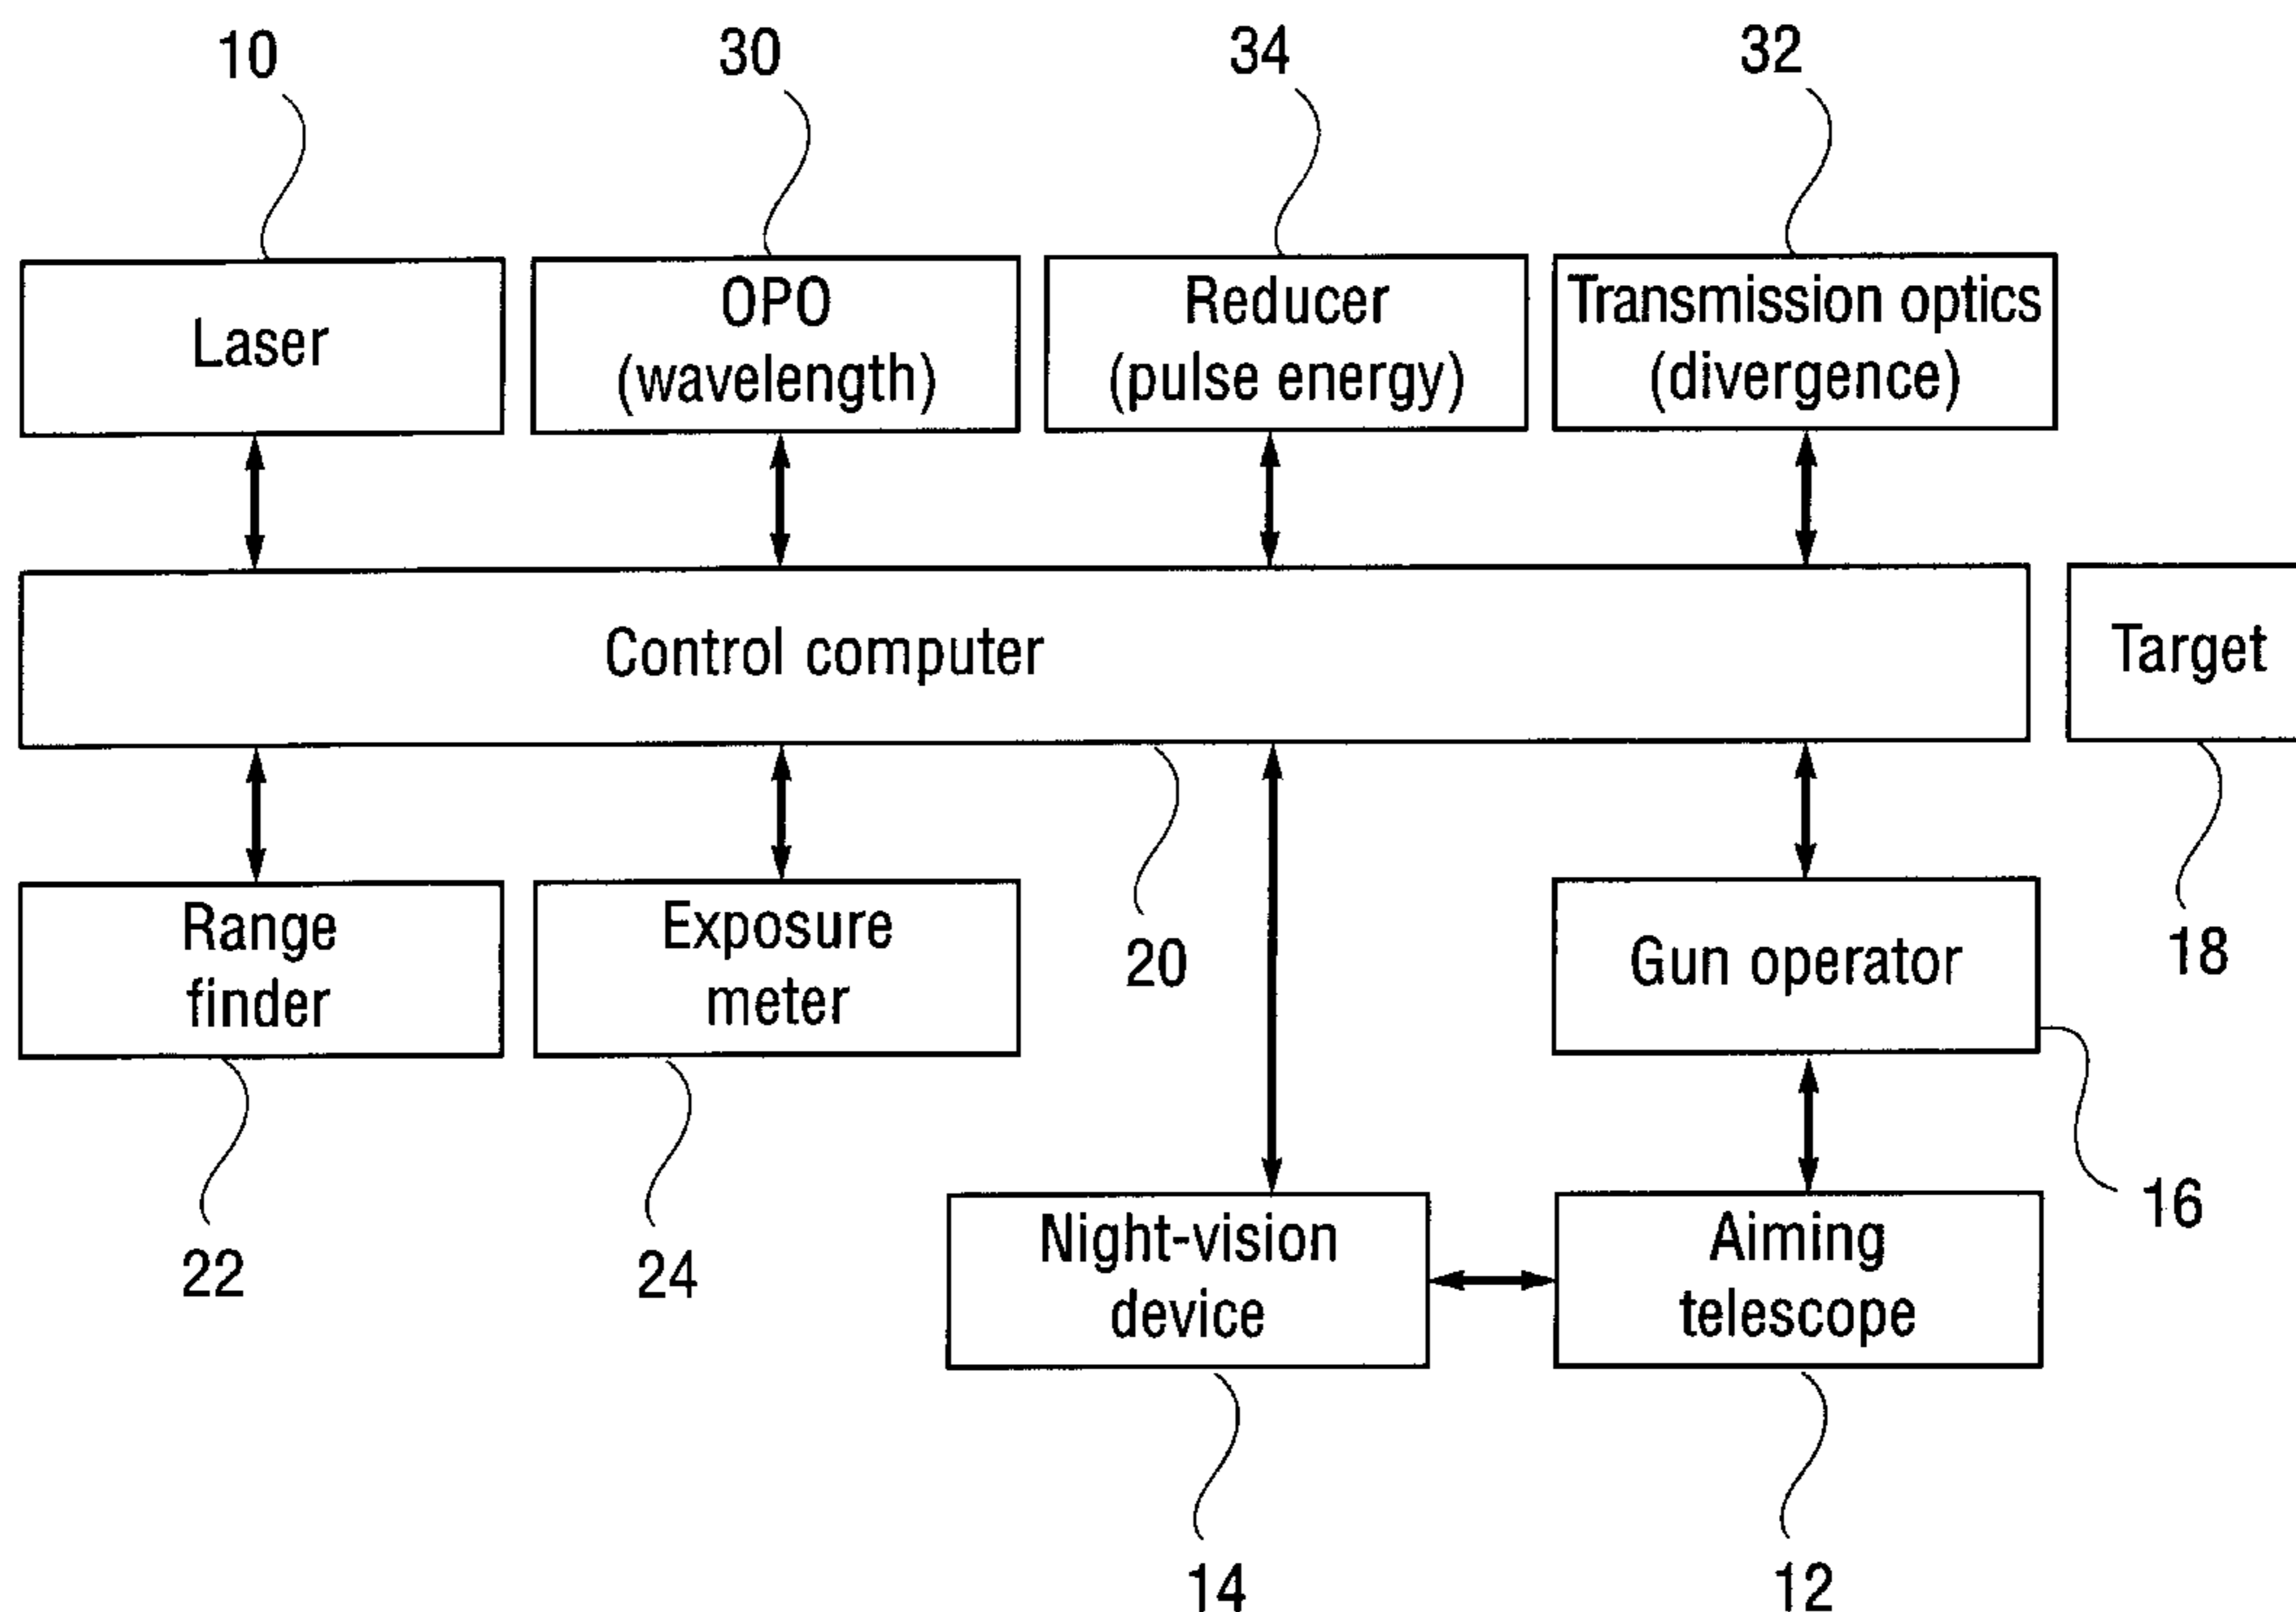 10
30
34
32
Laser
OPO
(wavelength)
Reducer
(pulse energy)
Transmission optics
(divergence)
Control computer
Target
Range
finder
Exposure
meter
20
Gun operator
18
22
24
Night-vision
device
Aiming
telescope
16
14
12